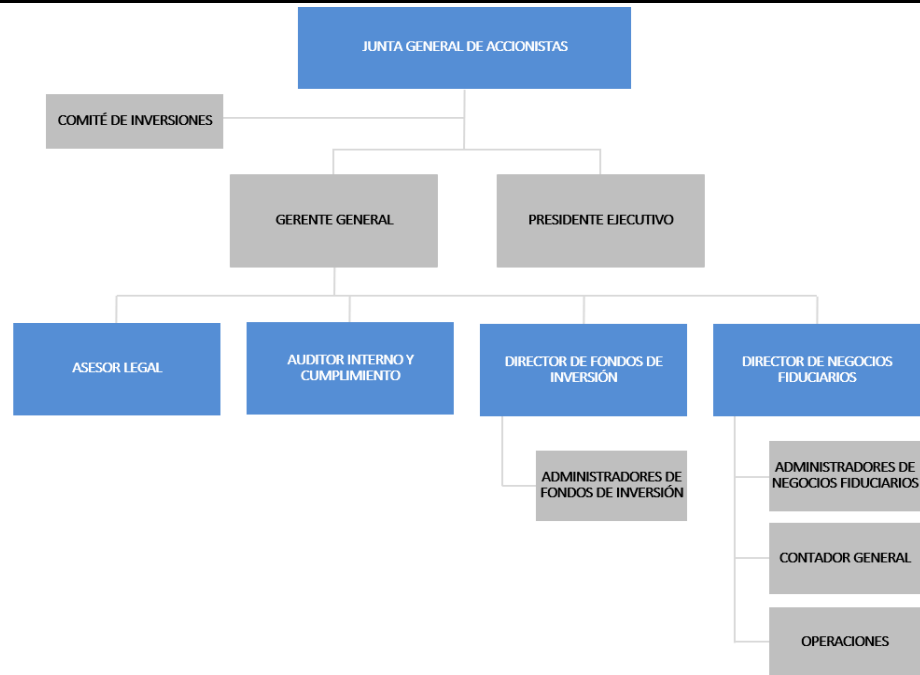 JUNTA GENERAL DE ACCIONISTAS
COMITÉ DE INVERSIONES
GERENTE GENERAL
PRESIDENTE EJECUTIVO
ASESOR LEGAL
AUDITOR INTERNO Y
CUMPLIMIENTO
DIRECTOR DE FONDOS DE
INVERSIÓN
DIRECTOR DE NEGOCIOS
FIDUCIARIOS
ADMINISTRADORES DE
FONDOS DE INVERSIÓN
ADMINISTRADORES DE
NEGOCIOS FIDUCIARIOS
CONTADOR GENERAL
OPERACIONES